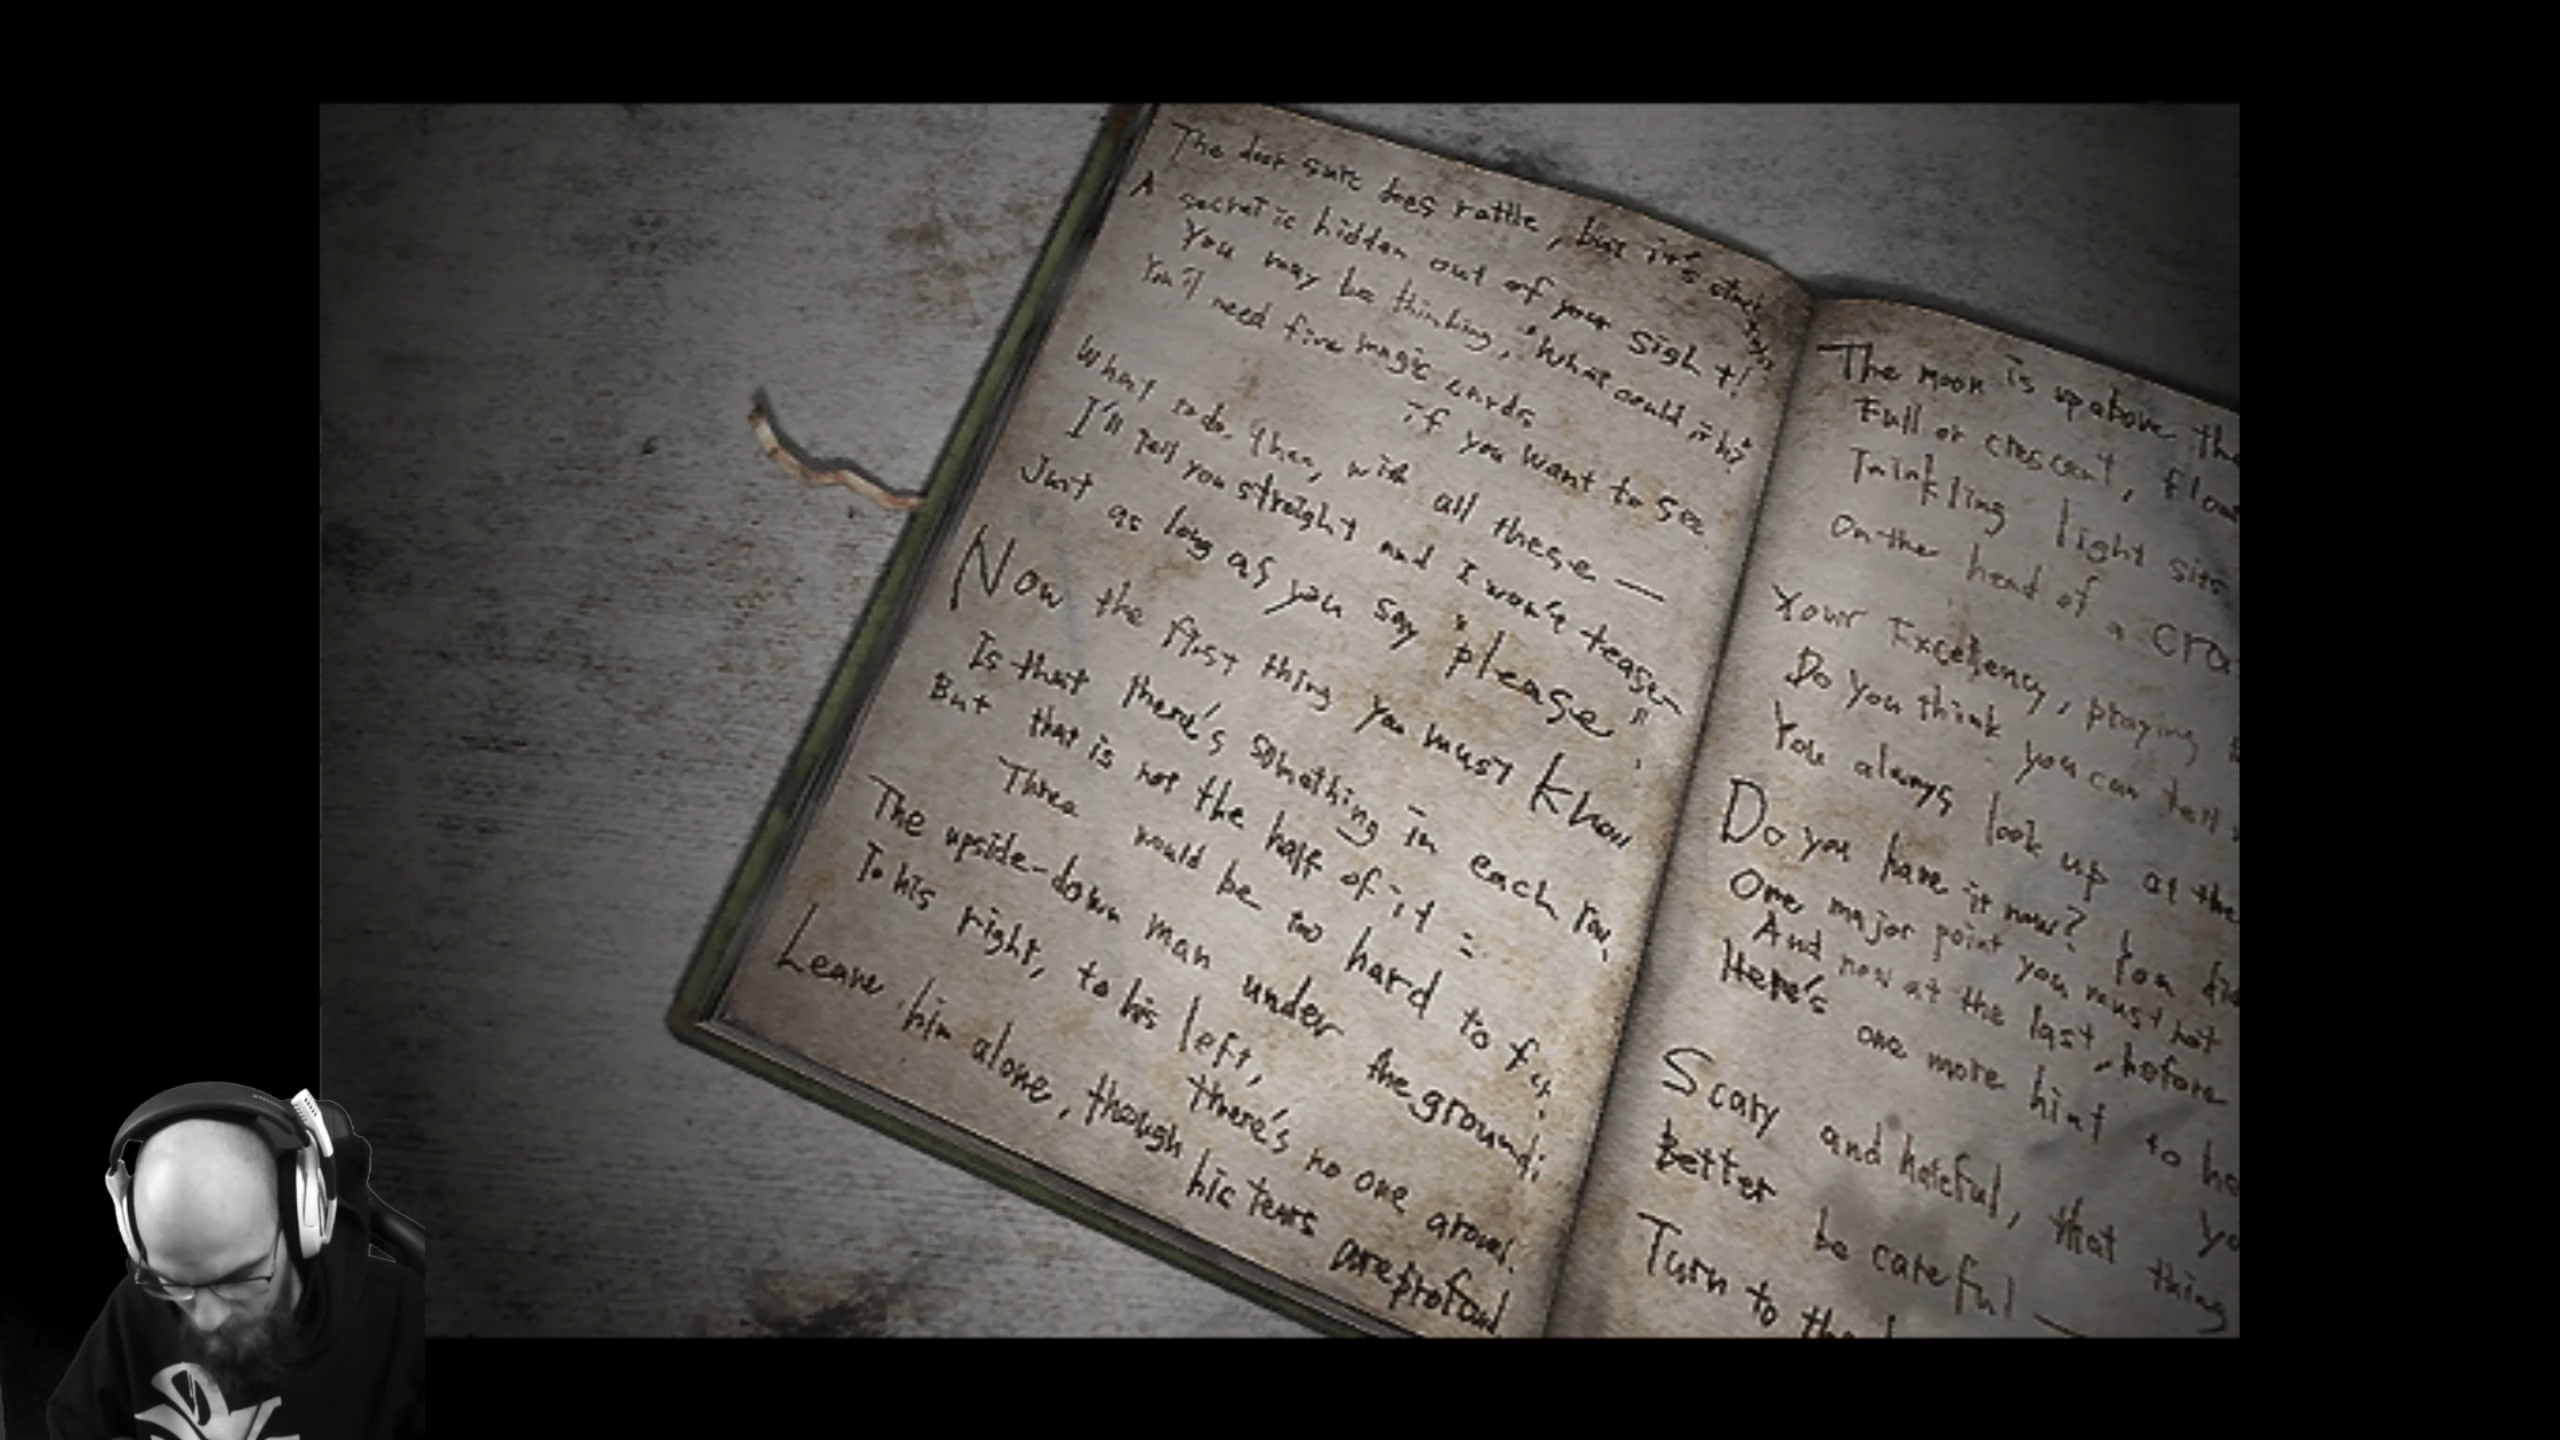 The door sure does rattle, but it's stuck
A secret is hidden out of your sight!
You may be thinking, "What could it be?"
You'll need five magic cards,
if you want to see.
What to do, then, with all these —
I'll tell you straight and I won't tease
Just as long as you say "please".
Now the first thing you must know
Is that there's something in each row,
But that is not the half of it:
Three would be too hard to fit.
The upside-down man under the ground;
To his right, to his left,
there's no one around.
Leave him alone, though his tears are profound
The moon is up above the
Full or crescent,
Twinkling light sits
On the head of a
Your Excellency, praying
Do you think you can tell
You always look up at the
Do you have it now? You
One major point you must not
And now at the last, before
Here's one more hint to
Scary and hateful, that thing
Better be careful —
Turn to the